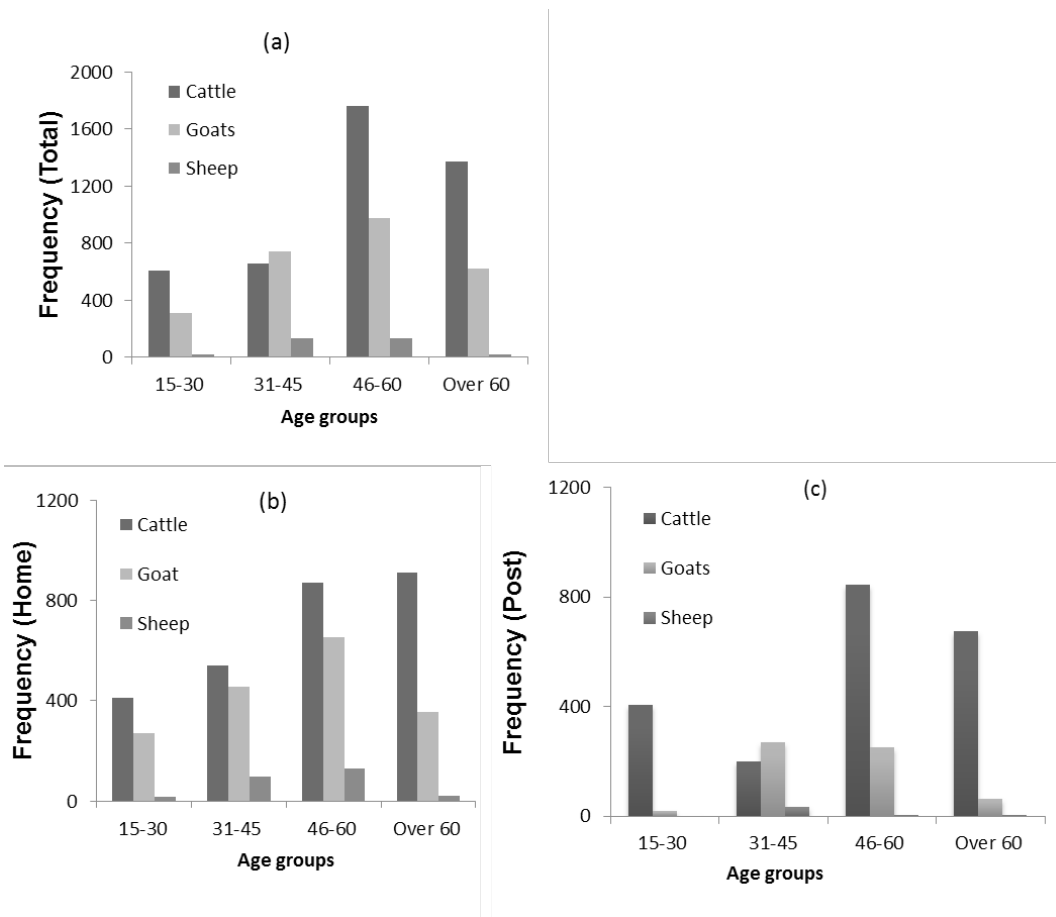 (a)
Frequency (Total)
2000
1600
1200
800
400
0
Cattle
Goats
Sheep
15-30 31-45 46-60 Over 60
Age groups
(b)
Frequency (Home)
1200
800
400
0
Cattle
Goat
Sheep
15-30 31-45 46-60 Over 60
Age groups
(c)
Frequency (Post)
1200
800
400
0
Cattle
Goats
Sheep
15-30 31-45 46-60 Over 60
Age groups